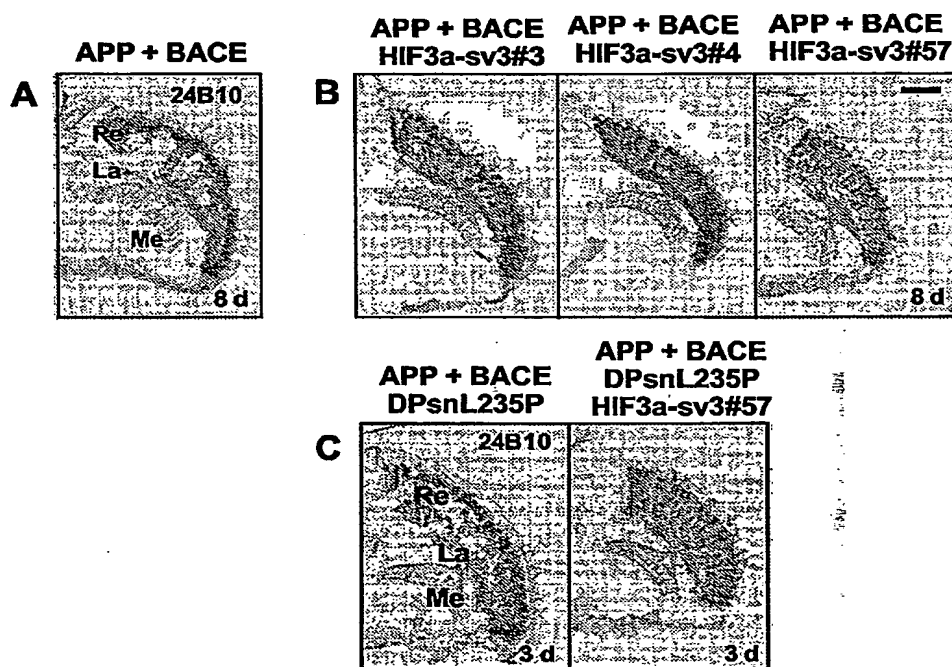 APP + BACE
A
24B10
Re
La
Me
8 d
APP + BACE
HIF3a-sv3#3
APP + BACE
HIF3a-sv3#4
APP + BACE
HIF3a-sv3#57
B
8 d
APP + BACE
DPsnL235P
APP + BACE
DPsnL235P
HIF3a-sv3#57
C
24B10
Re
La
Me
3 d
3 d